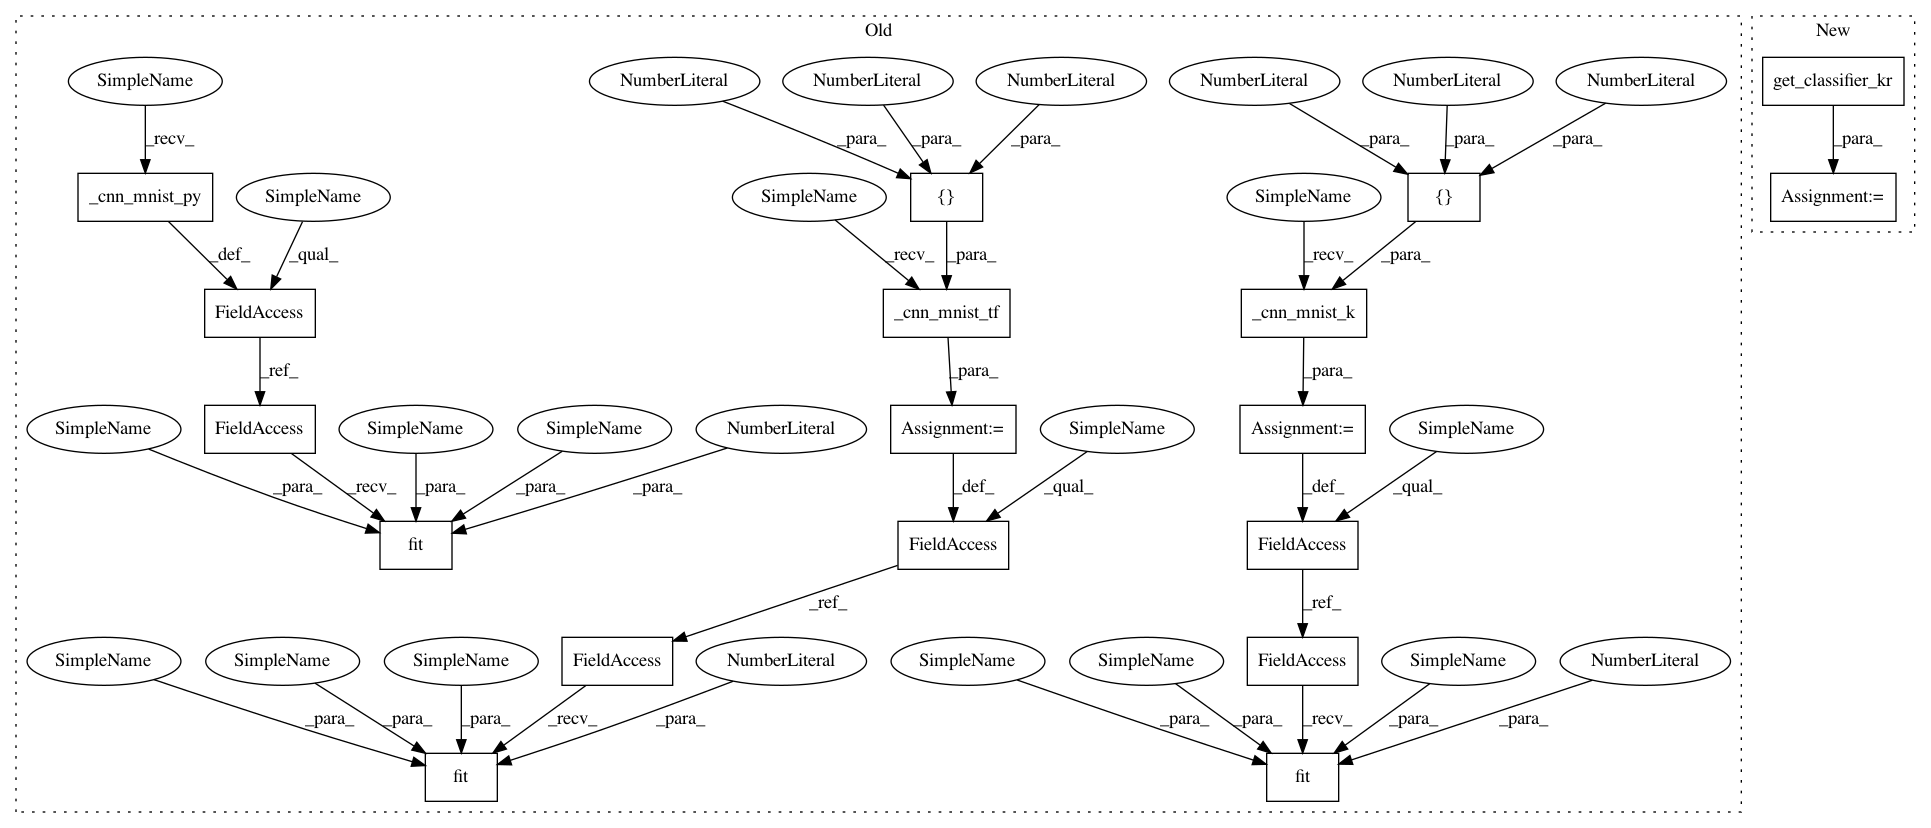 Old
New
SimpleName
NumberLiteral
NumberLiteral
NumberLiteral
NumberLiteral
NumberLiteral
NumberLiteral
get_classifier_kr
_recv_
_para_
_para_
_para_
_para_
_para_
_para_
_para_
_cnn_mnist_py
SimpleName
SimpleName
{}
SimpleName
{}
Assignment:=
_def_
_qual_
_recv_
_para_
_recv_
_para_
FieldAccess
_cnn_mnist_tf
_cnn_mnist_k
_ref_
_para_
_para_
SimpleName
FieldAccess
SimpleName
SimpleName
NumberLiteral
Assignment:=
SimpleName
Assignment:=
SimpleName
_para_
_recv_
_para_
_para_
_para_
_def_
_qual_
_def_
_qual_
fit
FieldAccess
FieldAccess
_ref_
_ref_
SimpleName
SimpleName
SimpleName
FieldAccess
NumberLiteral
SimpleName
SimpleName
FieldAccess
SimpleName
NumberLiteral
_para_
_para_
_para_
_recv_
_para_
_para_
_para_
_recv_
_para_
_para_
fit
fit